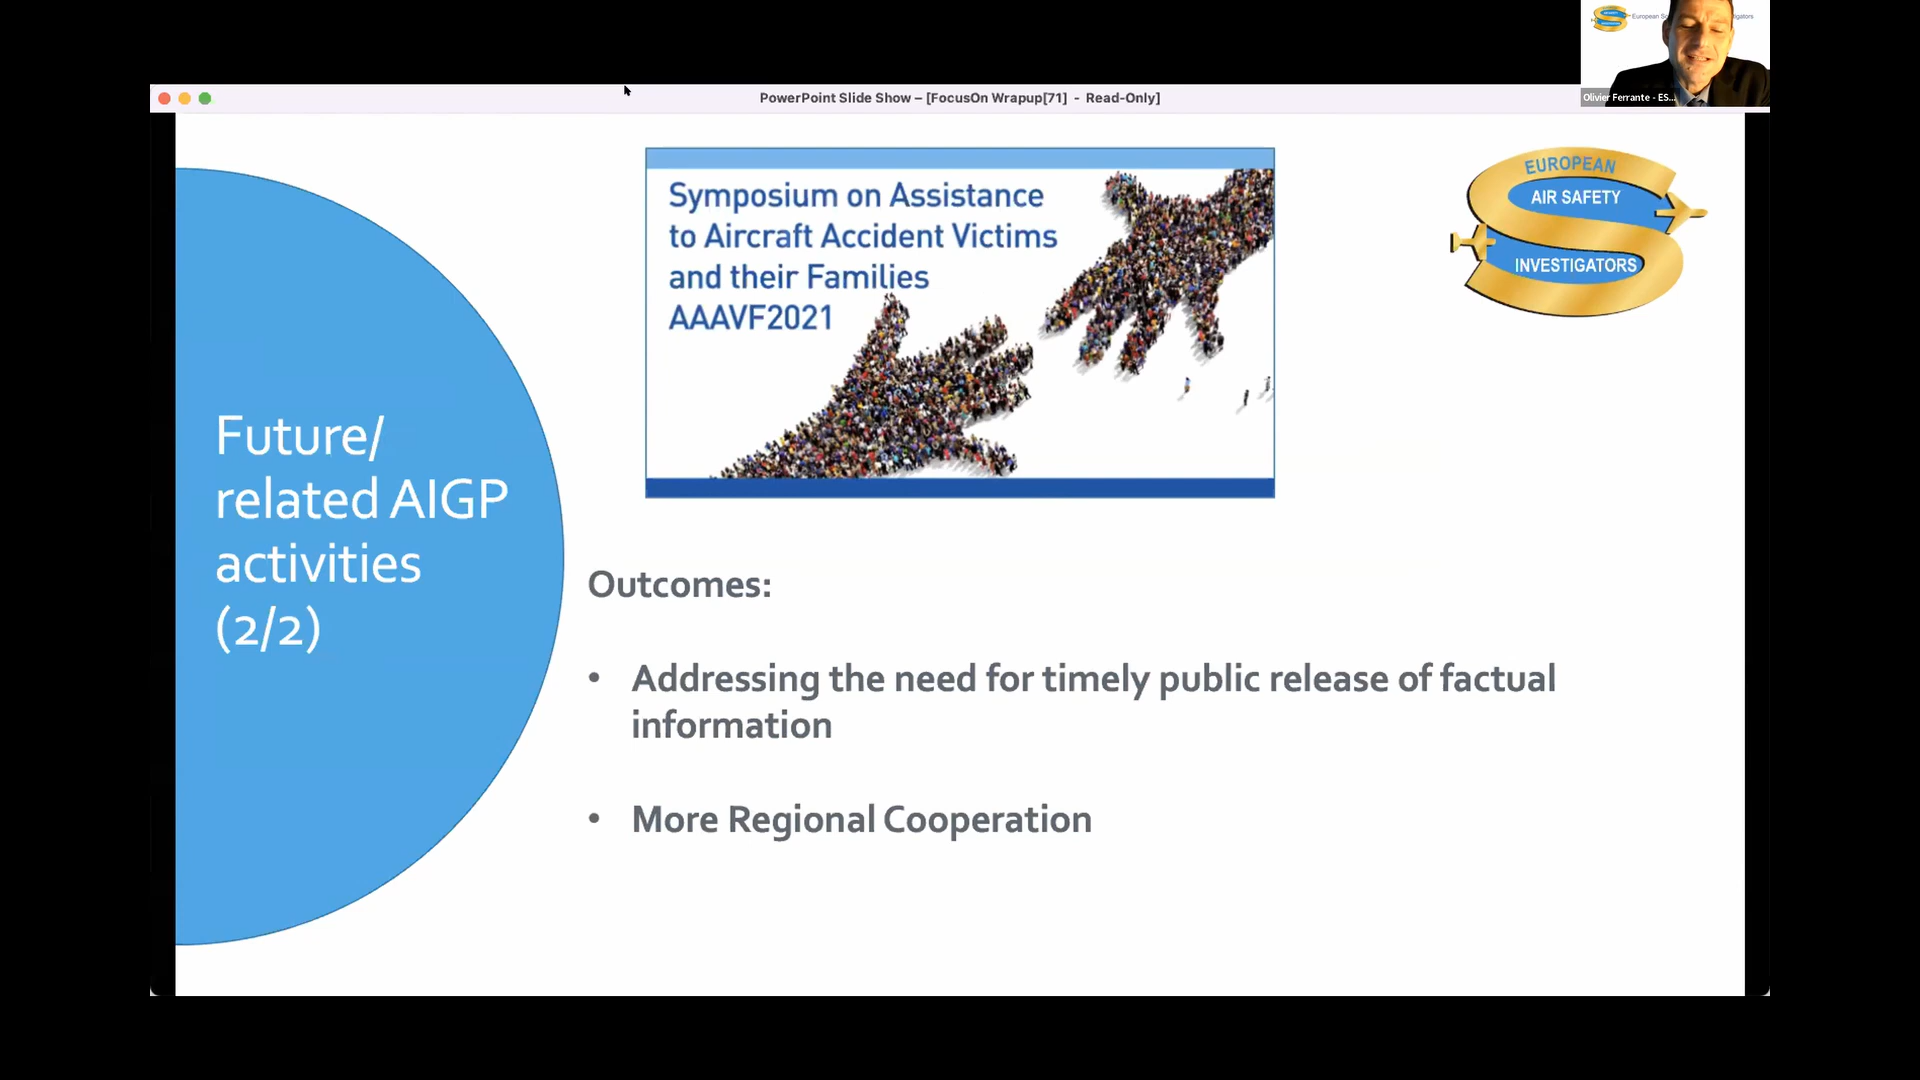 European S
igators
Olivier Ferrante - ES...
PowerPoint Slide Show – [FocusOn Wrapup[71] - Read-Only]
Symposium on Assistance
to Aircraft Accident Victims
and their Families
AAAVF2021
EUROPEAN
AIR SAFETY
INVESTIGATORS
Future/
related AIGP
activities
(2/2)
Outcomes:
• Addressing the need for timely public release of factual
information
• More Regional Cooperation